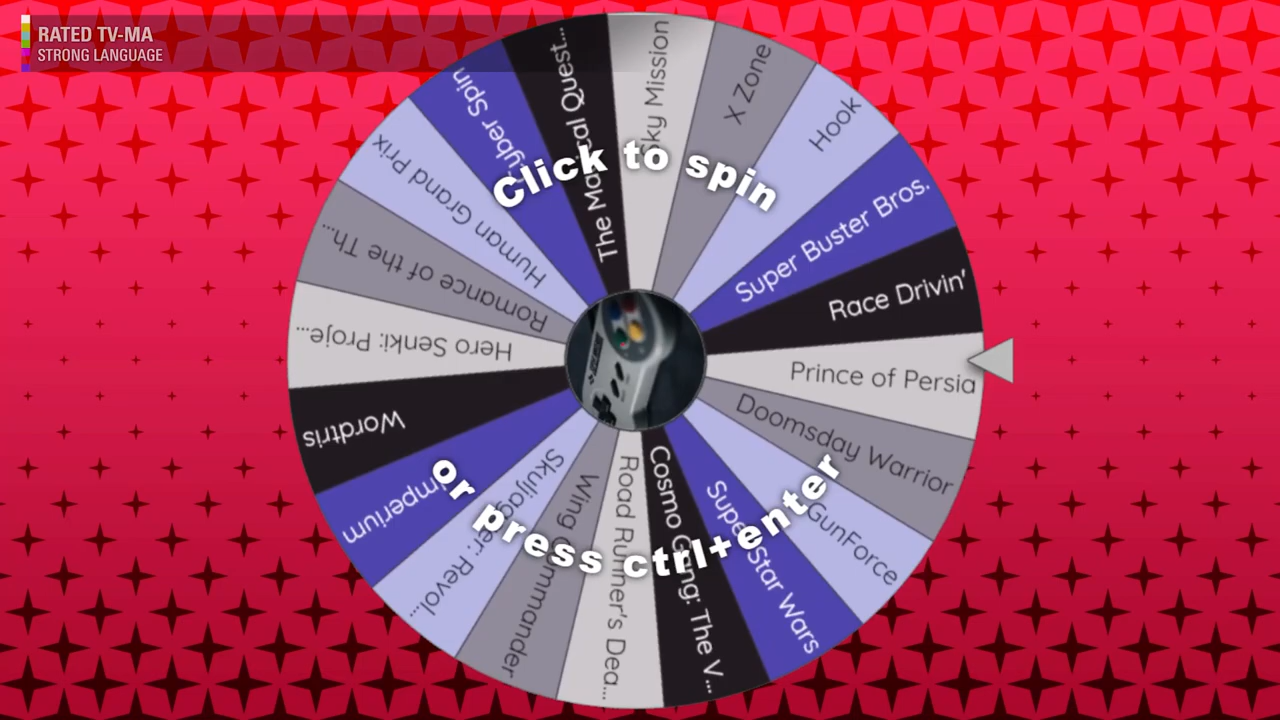 RATED TV-MA
STRONG LANGUAGE
Click to spin
or press ctrl+enter
Sky Mission
X Zone
Hook
Super Buster Bros.
Race Drivin'
Prince of Persia
Doomsday Warrior
GunForce
Super Star Wars
Cosmo Gang: The V...
Road Runner's Dea...
Wing Commander
Skuljagger: Revol...
Imperium
Wordtris
Hero Senki: Proje...
Romance of the Th...
Human Grand Prix
Cyber Spin
The Magical Quest...